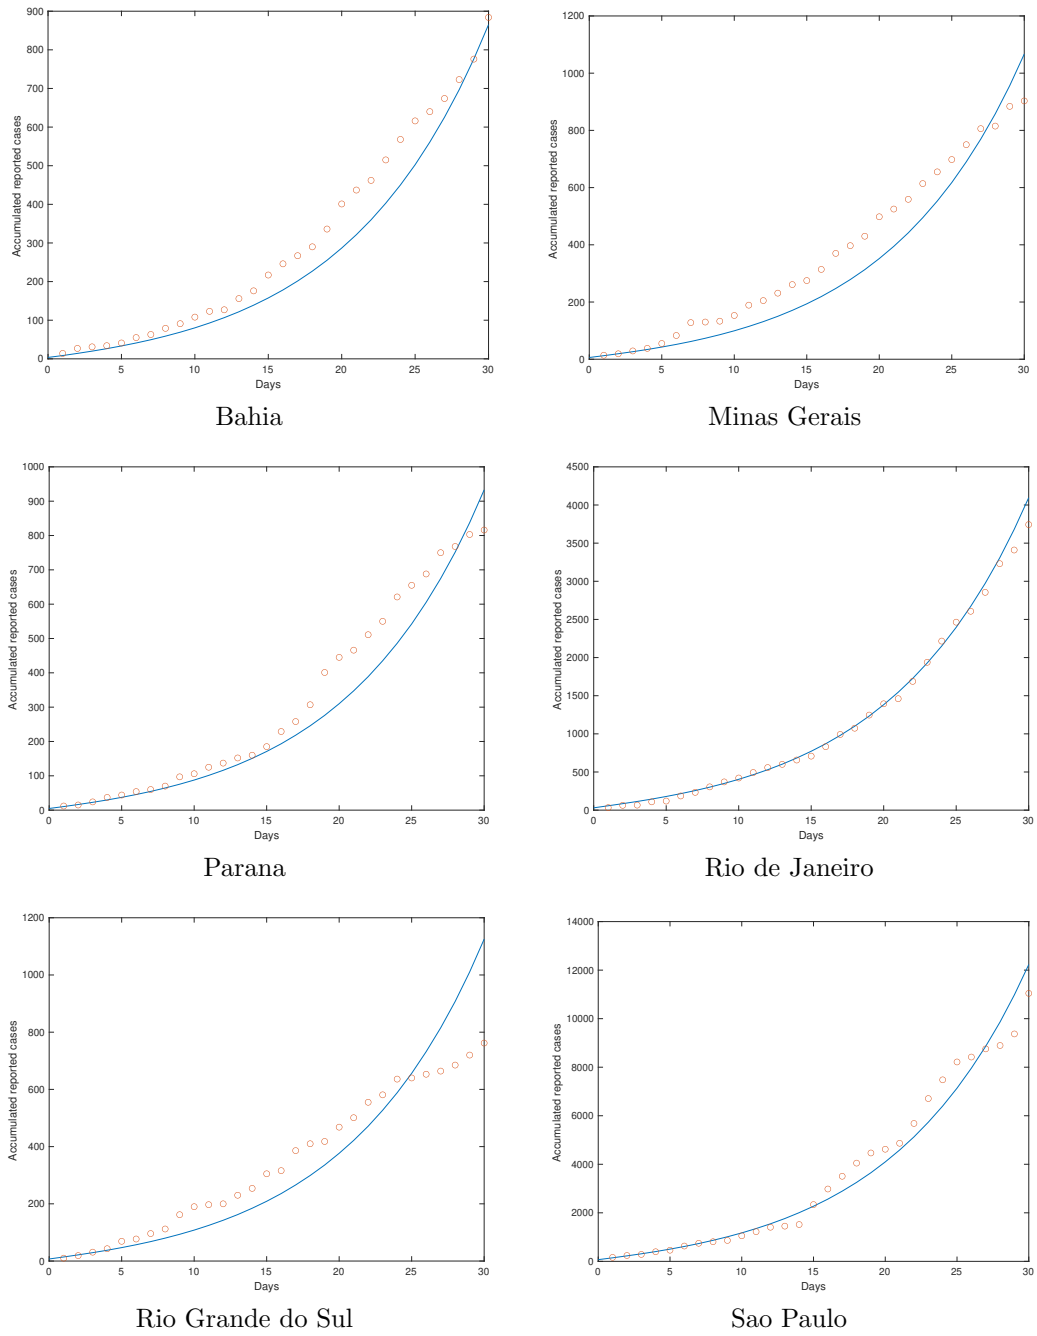 900
800
700
600
500
400
300
200
100
0
Accumulated reported cases
0 5 10 15 20 25 30
Days
Bahia
1200
1000
800
600
400
200
0
Accumulated reported cases
0 5 10 15 20 25 30
Days
Minas Gerais
1000
900
800
700
600
500
400
300
200
100
0
Accumulated reported cases
0 5 10 15 20 25 30
Days
Parana
4500
4000
3500
3000
2500
2000
1500
1000
500
0
Accumulated reported cases
0 5 10 15 20 25 30
Days
Rio de Janeiro
1200
1000
800
600
400
200
0
Accumulated reported cases
0 5 10 15 20 25 30
Days
Rio Grande do Sul
14000
12000
10000
8000
6000
4000
2000
0
Accumulated reported cases
0 5 10 15 20 25 30
Days
Sao Paulo